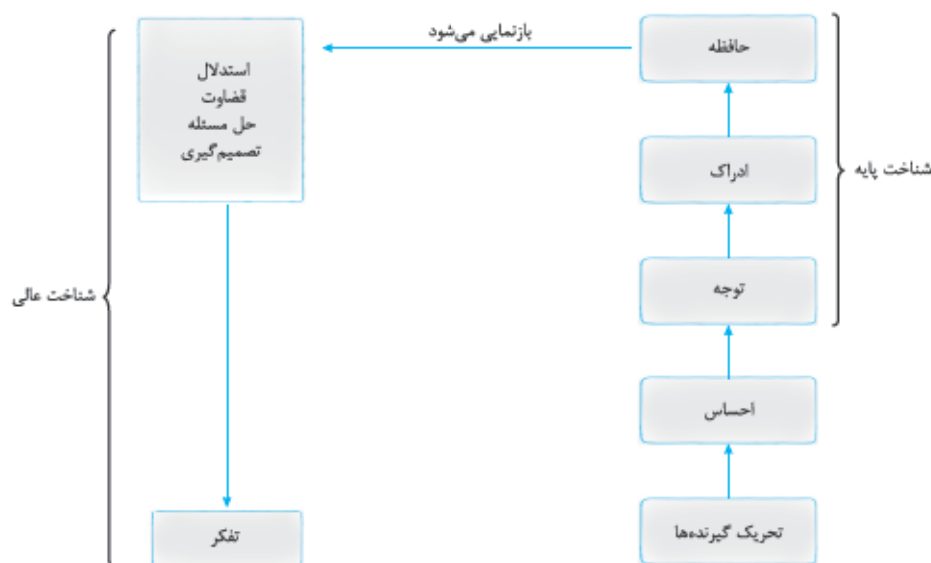 حافظه
بازنمایی می‌شود
استدلال
قضاوت
حل مسئله
تصمیم‌گیری
ادراک
شناخت پایه
توجه
شناخت عالی
احساس
تحریک گیرنده‌ها
تفکر